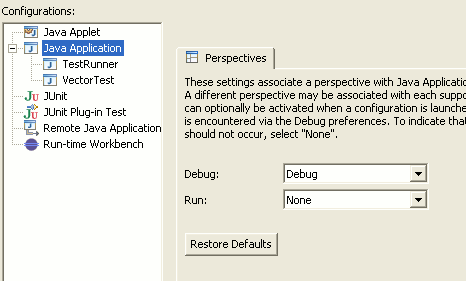 Configurations:
Java Applet
Java Application
TestRunner
VectorTest
JUnit
JUnit Plug-in Test
Remote Java Application
Run-time Workbench
Perspectives
These settings associate a perspective with Java Applicatio
A different perspective may be associated with each suppo
can optionally be activated when a configuration is launche
is encountered via the Debug preferences. To indicate that
should not occur, select "None".
Debug: Debug
Run: None
Restore Defaults